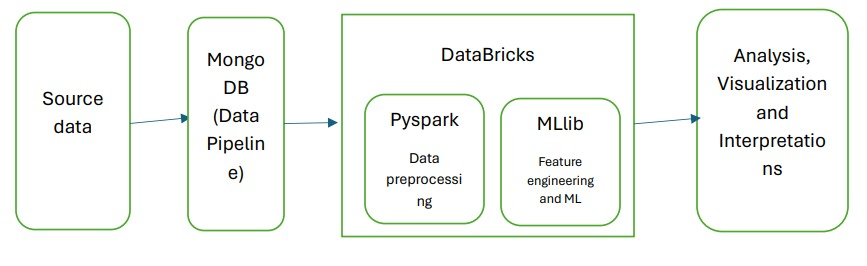 Source
data
Mongo
DB
(Data
Pipelin
e)
DataBricks
Pyspark
Data
preprocessi
ng
MLlib
Feature
engineering
and ML
Analysis,
Visualization
and
Interpretatio
ns